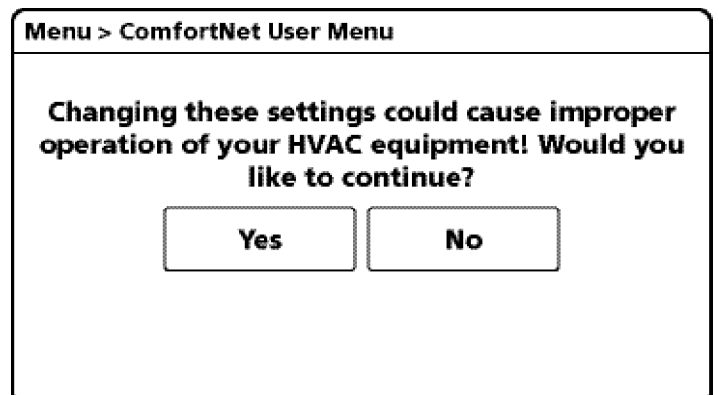 Menu > ComfortNet User Menu
Changing these settings could cause improper
operation of your HVAC equipment! Would you
like to continue?
Yes No